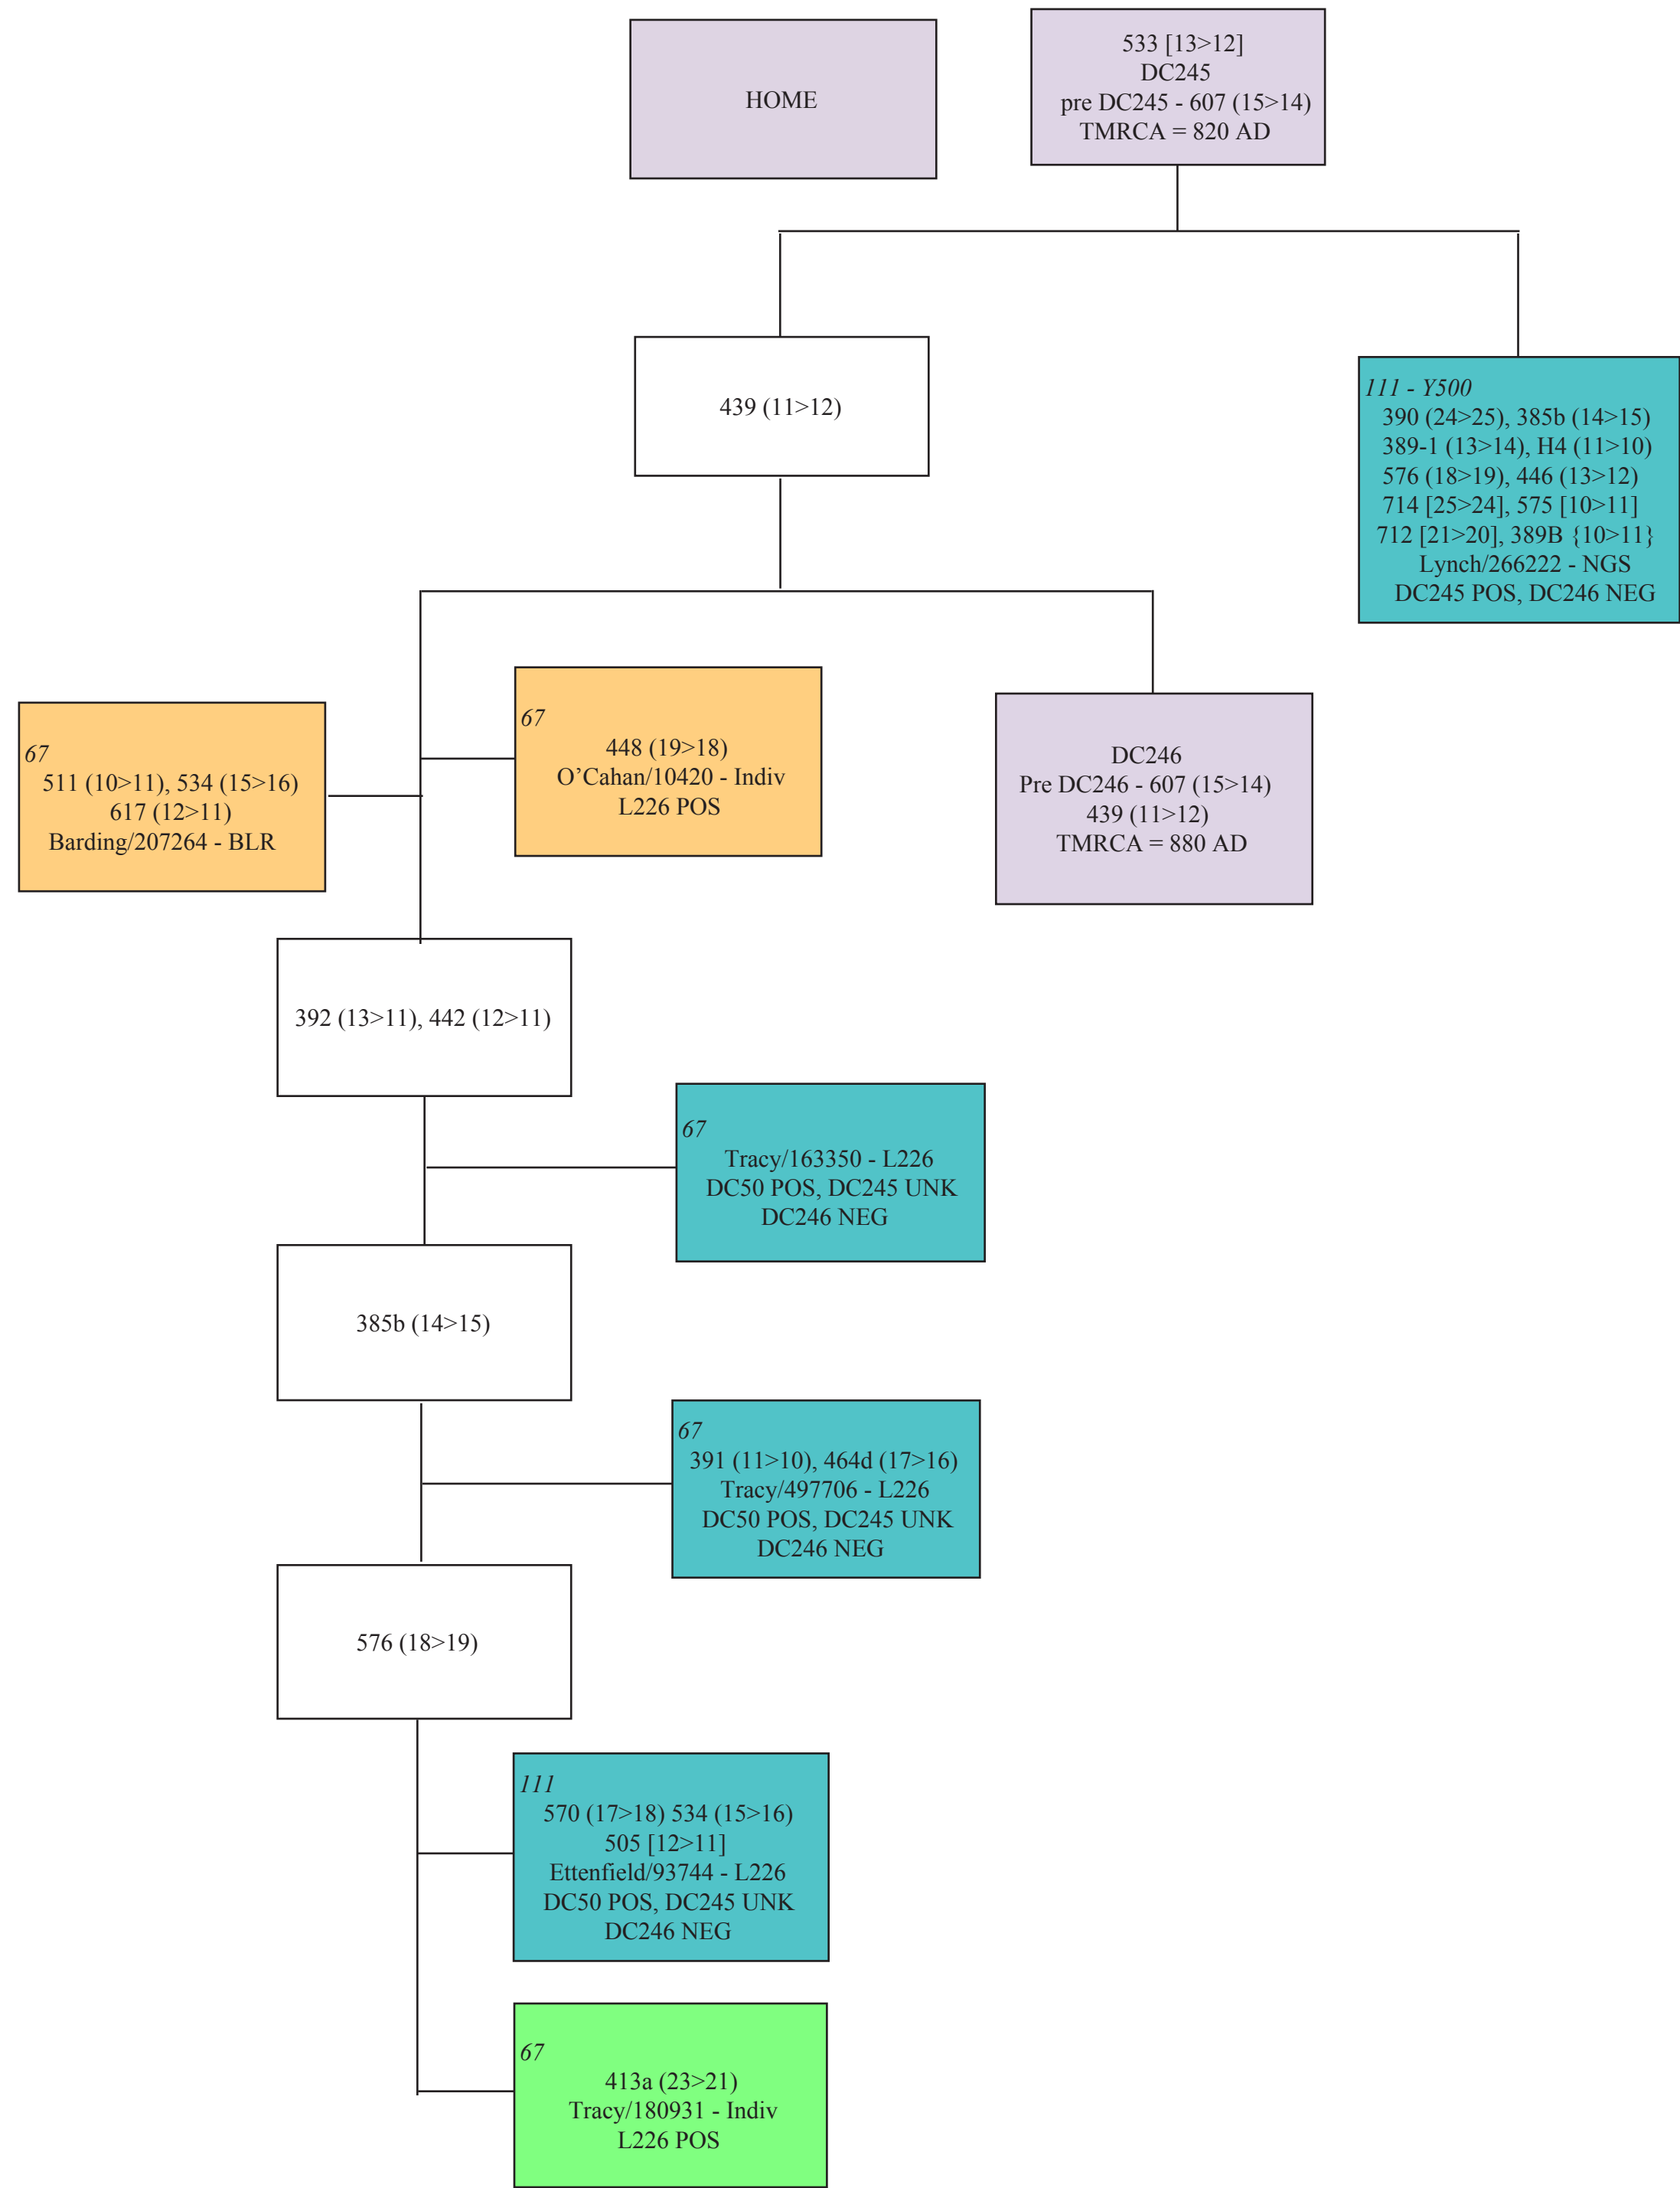 HOME
533 [13>12]
DC245
pre DC245 - 607 (15>14)
TMRCA = 820 AD
439 (11>12)
111 - Y500
390 (24>25), 385b (14>15)
389-1 (13>14), H4 (11>10)
576 (18>19), 446 (13>12)
714 [25>24], 575 [10>11]
712 [21>20], 389B {10>11}
Lynch/266222 - NGS
DC245 POS, DC246 NEG
67
511 (10>11), 534 (15>16)
617 (12>11)
Barding/207264 - BLR
67
448 (19>18)
O’Cahan/10420 - Indiv
L226 POS
DC246
Pre DC246 - 607 (15>14)
439 (11>12)
TMRCA = 880 AD
392 (13>11), 442 (12>11)
67
Tracy/163350 - L226
DC50 POS, DC245 UNK
DC246 NEG
385b (14>15)
67
391 (11>10), 464d (17>16)
Tracy/497706 - L226
DC50 POS, DC245 UNK
DC246 NEG
576 (18>19)
111
570 (17>18) 534 (15>16)
505 [12>11]
Ettenfield/93744 - L226
DC50 POS, DC245 UNK
DC246 NEG
67
413a (23>21)
Tracy/180931 - Indiv
L226 POS